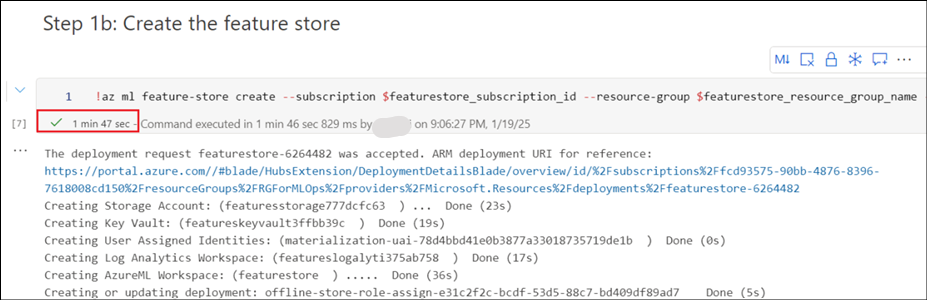 Step 1b: Create the feature store
M↓
1 !az ml feature-store create --subscription $featurestore_subscription_id --resource-group $featurestore_resource_group_name
[7] 1 min 47 sec - Command executed in 1 min 46 sec 829 ms by on 9:06:27 PM, 1/19/25
... The deployment request featurestore-6264482 was accepted. ARM deployment URI for reference:
https://portal.azure.com//#blade/HubsExtension/DeploymentDetailsBlade/overview/id/%2Fsubscriptions%2Ffcd93575-90bb-4876-8396-
7618008cd150%2FresourceGroups%2FRGForMLOps%2Fproviders%2FMicrosoft.Resources%2Fdeployments%2Ffeaturestore-6264482
Creating Storage Account: (featuresstorage777dcfc63 ) ... Done (23s)
Creating Key Vault: (featureskeyvault3ffbb39c ) Done (19s)
Creating User Assigned Identities: (materialization-uai-78d4bbd41e0b3877a33018735719de1b ) Done (0s)
Creating Log Analytics Workspace: (featureslogalyti375ab758 ) Done (17s)
Creating AzureML Workspace: (featurestore ) ..... Done (36s)
Creating or updating deployment: offline-store-role-assign-e31c2f2c-bcdf-53d5-88c7-bd409df89ad7 Done (5s)